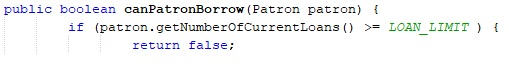 public boolean canPatronBorrow(Patron patron) {
if (patron.getNumberOfCurrentLoans() >= LOAN_LIMIT ) {
return false;